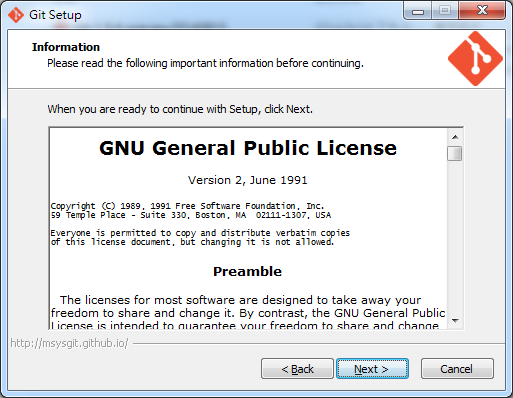 Git Setup
Information
Please read the following important information before continuing.
When you are ready to continue with Setup, click Next.
GNU General Public License
Version 2, June 1991
Copyright (C) 1989, 1991 Free Software Foundation, Inc.
59 Temple Place - Suite 330, Boston, MA  02111-1307, USA
Everyone is permitted to copy and distribute verbatim copies
of this license document, but changing it is not allowed.
Preamble
The licenses for most software are designed to take away your
freedom to share and change it. By contrast, the GNU General Public
License is intended to guarantee your freedom to share and change
http://msysgit.github.io/
< Back
Next >
Cancel